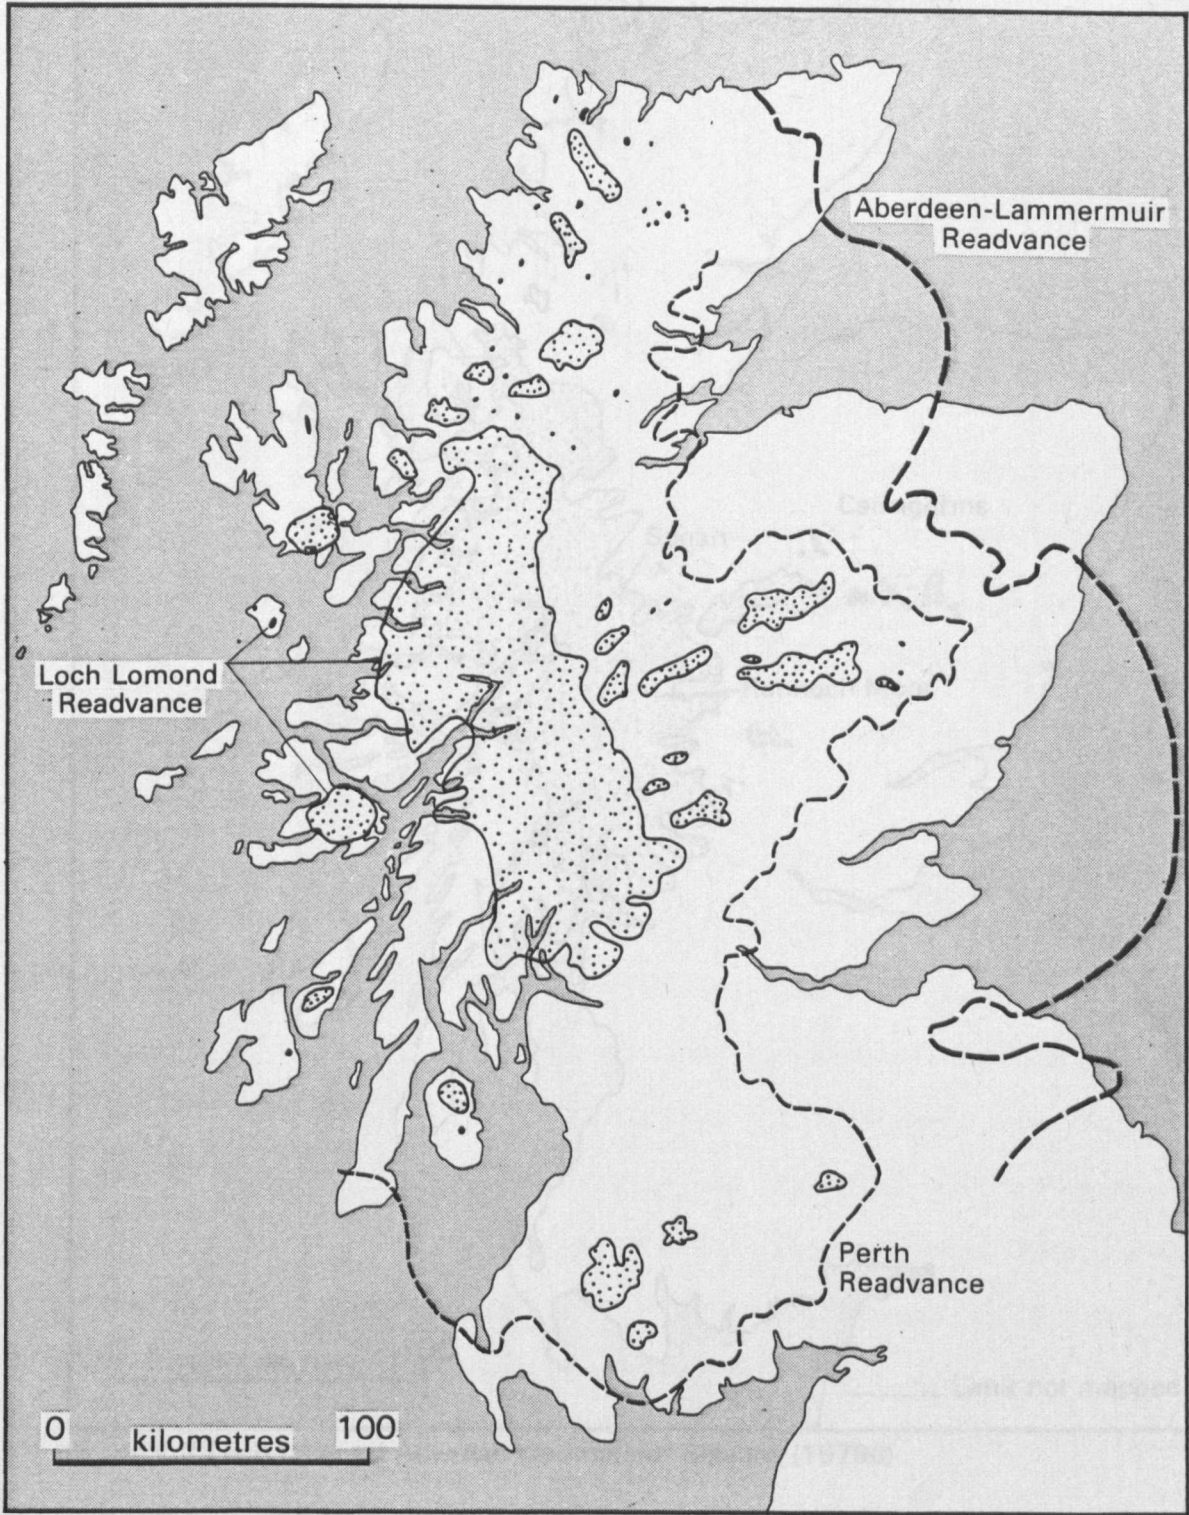 Aberdeen-Lammermuir
Readvance
Loch Lomond
Readvance
Perth
Readvance
0 kilometres 100